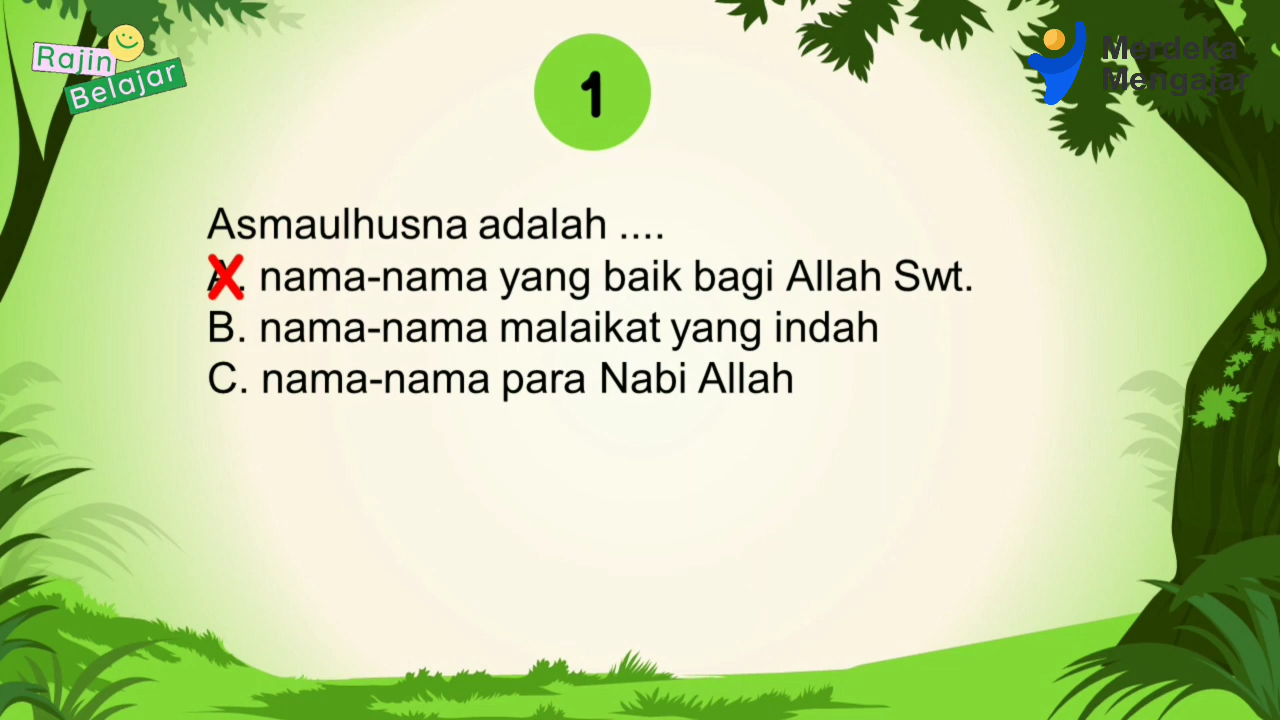 Rajin
Belajar
1
Merdeka
Mengajar
Asmaulhusna adalah ....
A. nama-nama yang baik bagi Allah Swt.
B. nama-nama malaikat yang indah
C. nama-nama para Nabi Allah